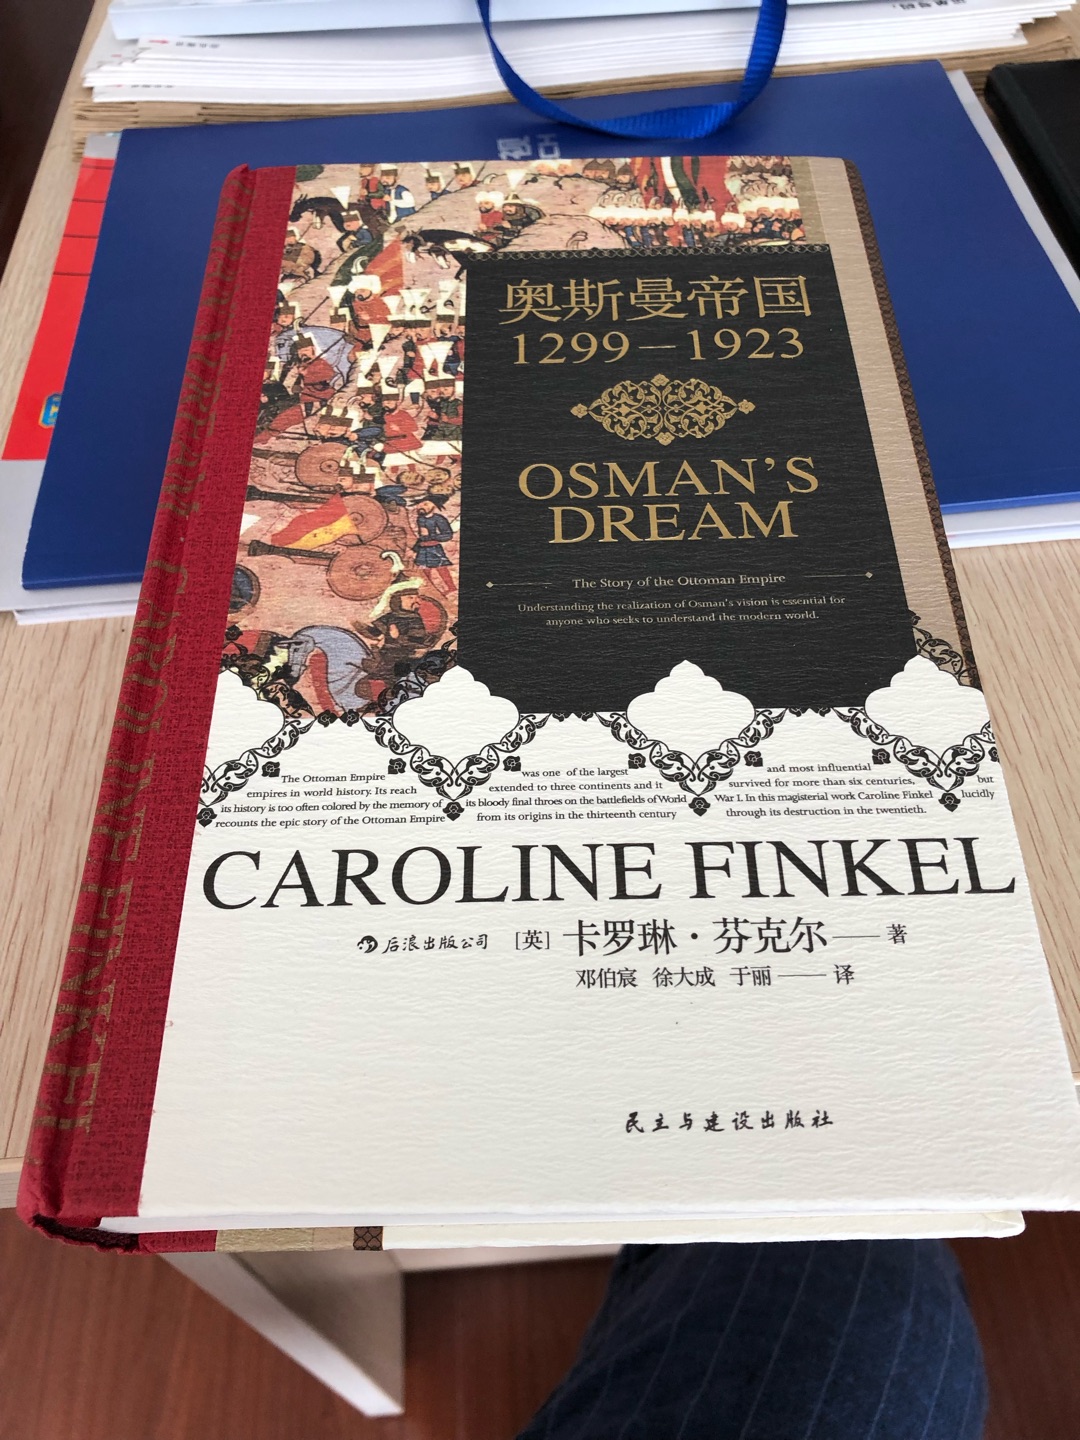 奥斯曼帝国
1299－1923
OSMAN'S
DREAM
The Story of the Ottoman Empire
Understanding the realization of Osman's vision is essential for
anyone who seeks to understand the modern world.
The Ottoman Empire was one of the largest and most influential
empires in world history. Its reach extended to three continents and it survived for more than six centuries, but
its history is too often colored by the memory of its bloody final throes on the battlefields of World War I. In this magisterial work Caroline Finkel lucidly
recounts the epic story of the Ottoman Empire from its origins in the thirteenth century through its destruction in the twentieth.
CAROLINE FINKEL
后浪出版公司 [英] 卡罗琳·芬克尔——著
邓伯宸 徐大成 于丽——译
民主与建设出版社
CAROLINE FINKEL